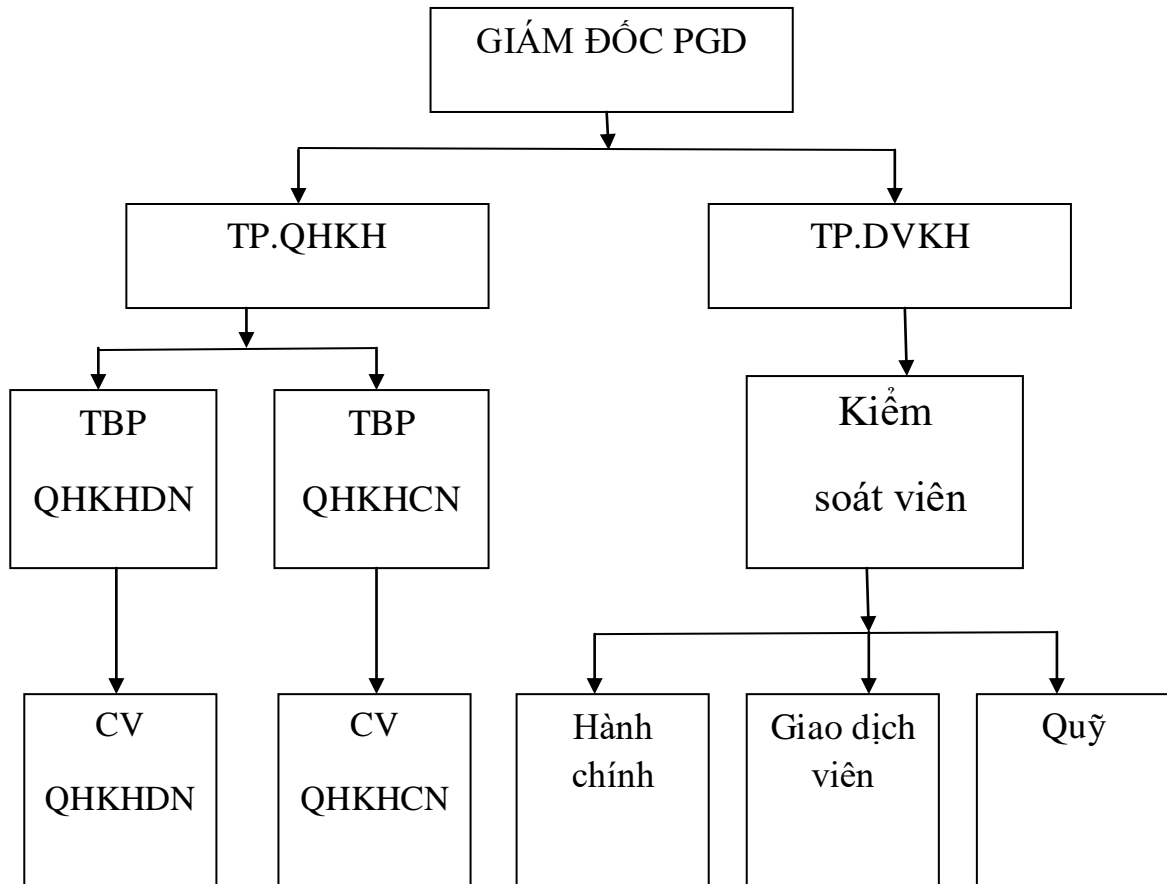 GIÁM ĐỐC PGD
TP.QHKH
TP.DVKH
TBP
QHKHDN
TBP
QHKHCN
Kiểm
soát viên
CV
QHKHDN
CV
QHKHCN
Hành
chính
Giao dịch
viên
Quỹ